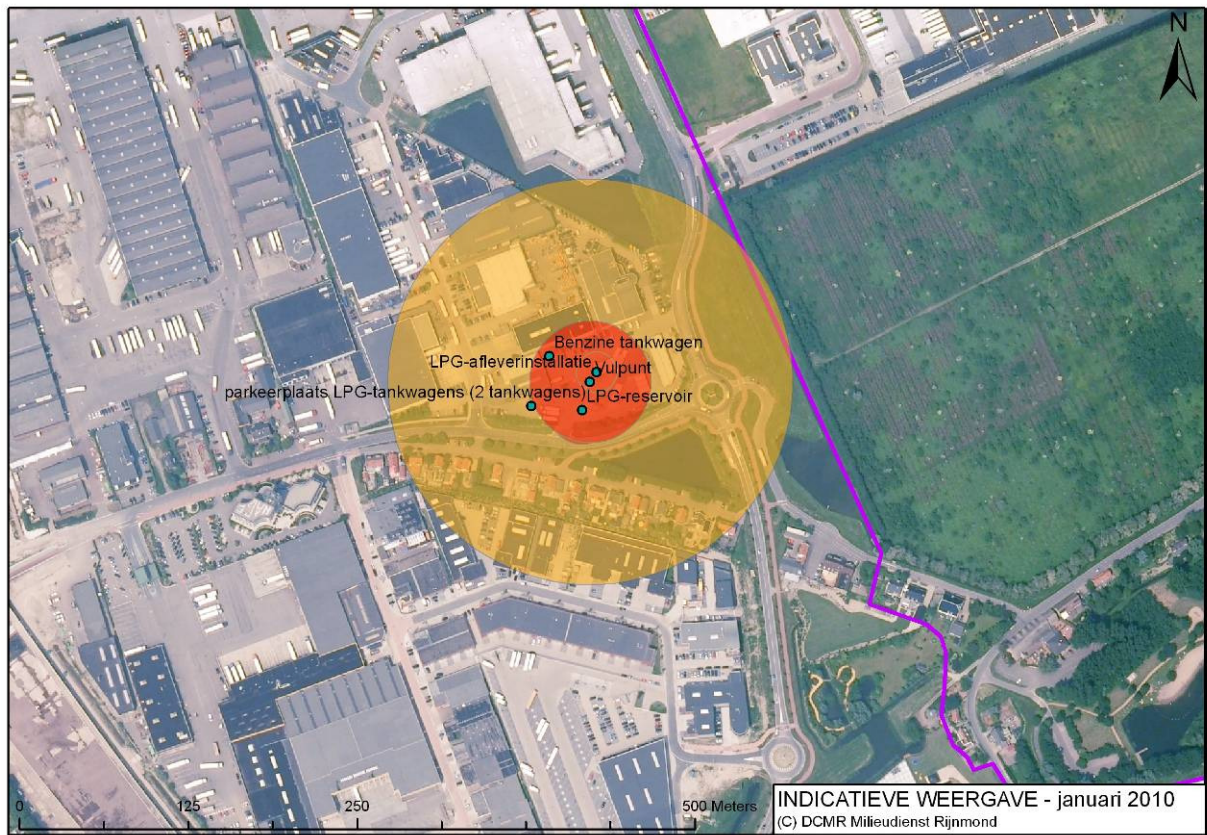 N
Benzine tankwagen
LPG-afleverinstallatie
Vulpunt
parkeerplaats LPG-tankwagens (2 tankwagens)
LPG-reservoir
0 125 250 500 Meters
INDICATIEVE WEERGAVE - januari 2010
(C) DCMR Milieudienst Rijnmond